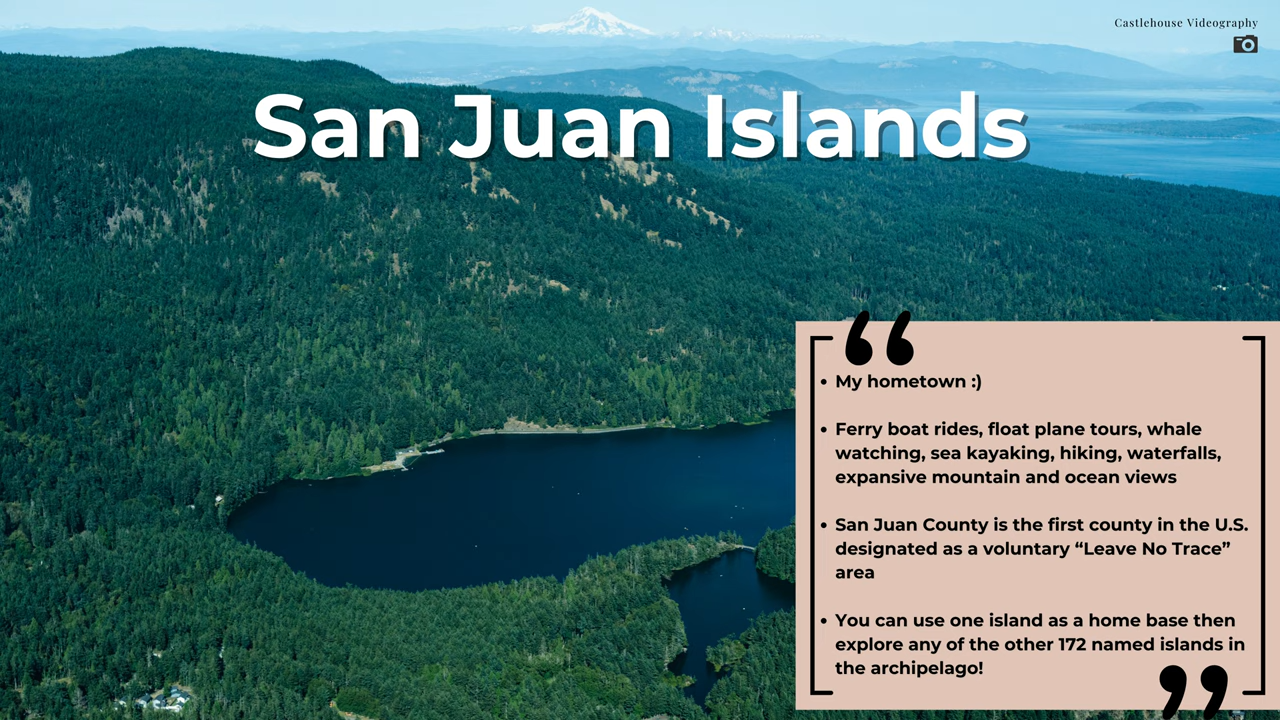 Castlehouse Videography
San Juan Islands
“
• My hometown :)
• Ferry boat rides, float plane tours, whale
watching, sea kayaking, hiking, waterfalls,
expansive mountain and ocean views
• San Juan County is the first county in the U.S.
designated as a voluntary “Leave No Trace”
area
• You can use one island as a home base then
explore any of the other 172 named islands in
the archipelago!
”